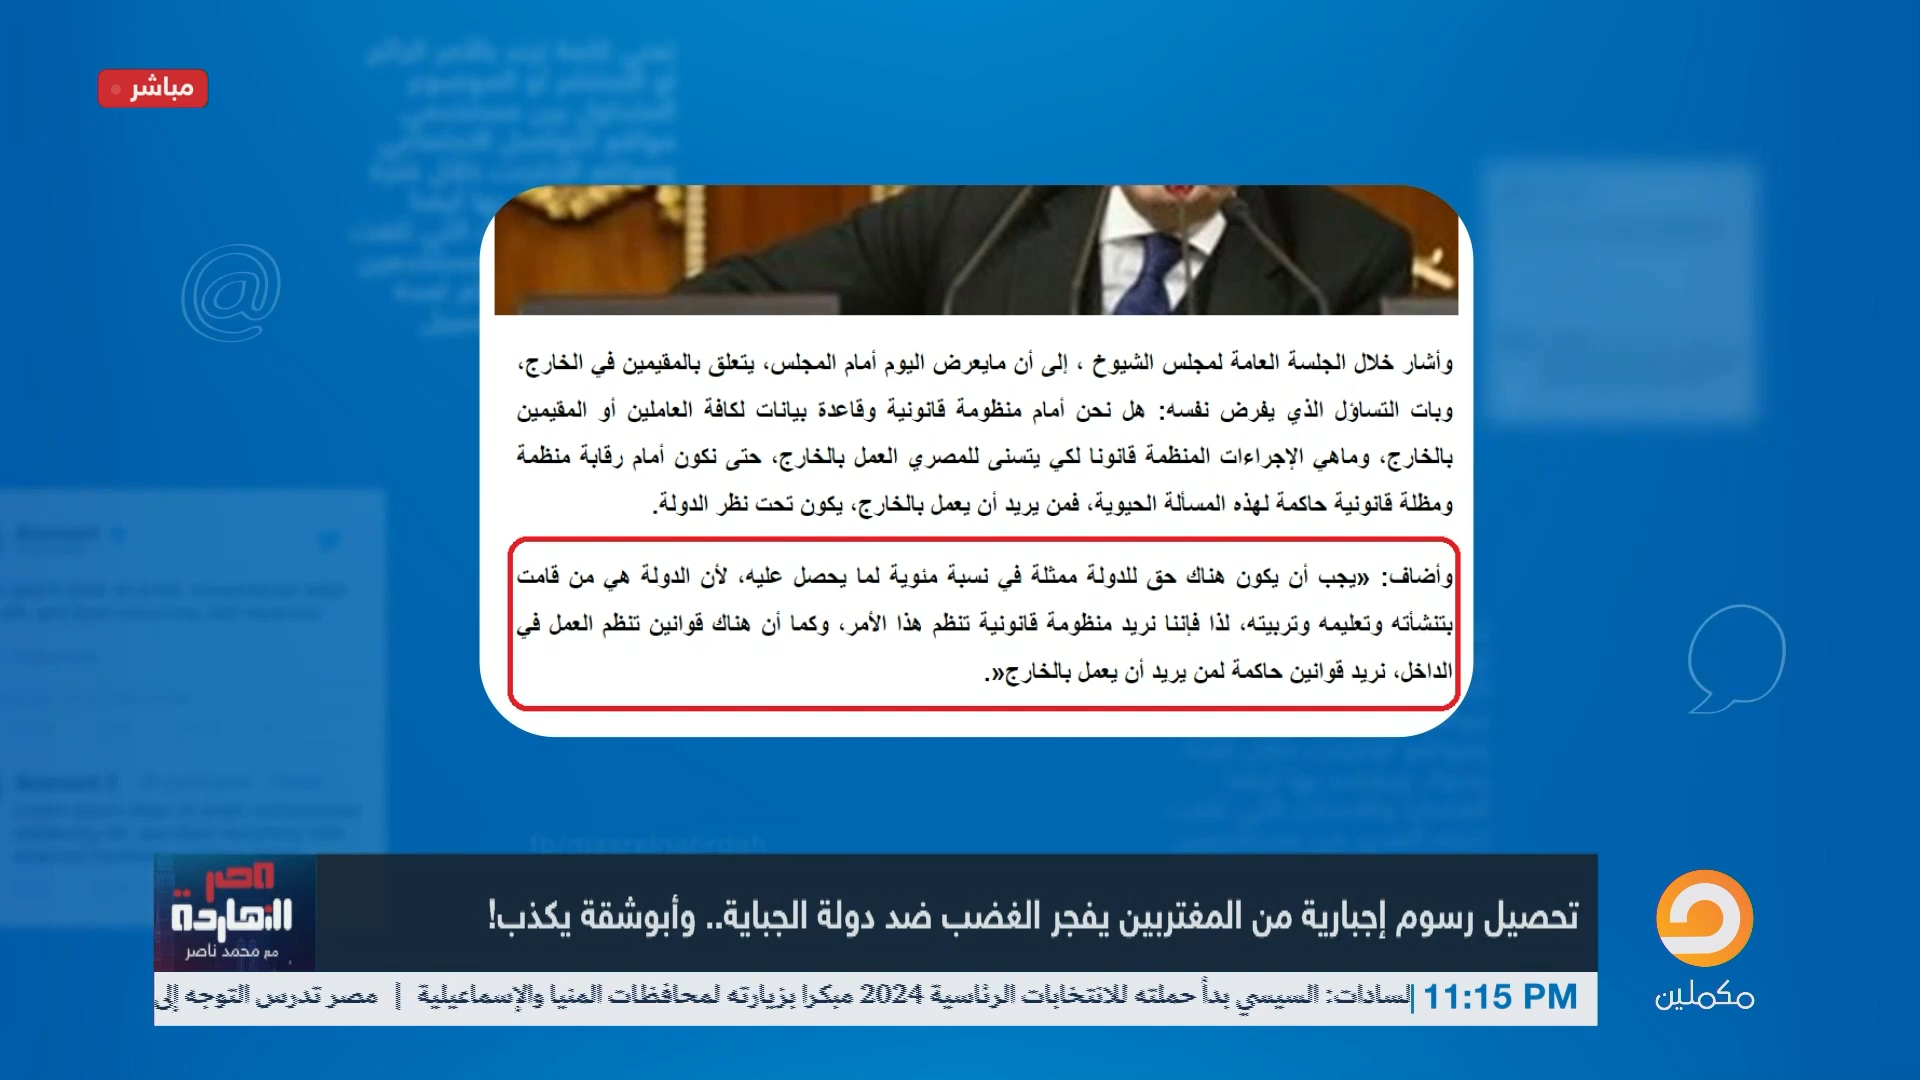 مباشر
وأشار خلال الجلسة العامة لمجلس الشيوخ ، إلى أن مايعرض اليوم أمام المجلس، يتعلق بالمقيمين في الخارج،
وبات التساؤل الذي يفرض نفسه: هل نحن أمام منظومة قانونية وقاعدة بيانات لكافة العاملين أو المقيمين
بالخارج، وماهي الإجراءات المنظمة قانونا لكي يتسنى للمصري العمل بالخارج، حتى نكون أمام رقابة منظمة
ومظلة قانونية حاكمة لهذه المسألة الحيوية، فمن يريد أن يعمل بالخارج، يكون تحت نظر الدولة.
وأضاف: «يجب أن يكون هناك حق للدولة ممثلة في نسبة مئوية لما يحصل عليه، لأن الدولة هي من قامت
بتنشأته وتعليمه وتربيته، لذا فإننا نريد منظومة قانونية تنظم هذا الأمر، وكما أن هناك قوانين تنظم العمل في
الداخل، نريد قوانين حاكمة لمن يريد أن يعمل بالخارج«.
تحصيل رسوم إجبارية من المغتربين يفجر الغضب ضد دولة الجباية.. وأبوشقة يكذب!
مصر
النهاردة
مع محمد ناصر
11:15 PM
لسادات: السيسي بدأ حملته للانتخابات الرئاسية 2024 مبكرا بزيارته لمحافظات المنيا والإسماعيلية | مصر تدرس التوجه إلى
مكملين